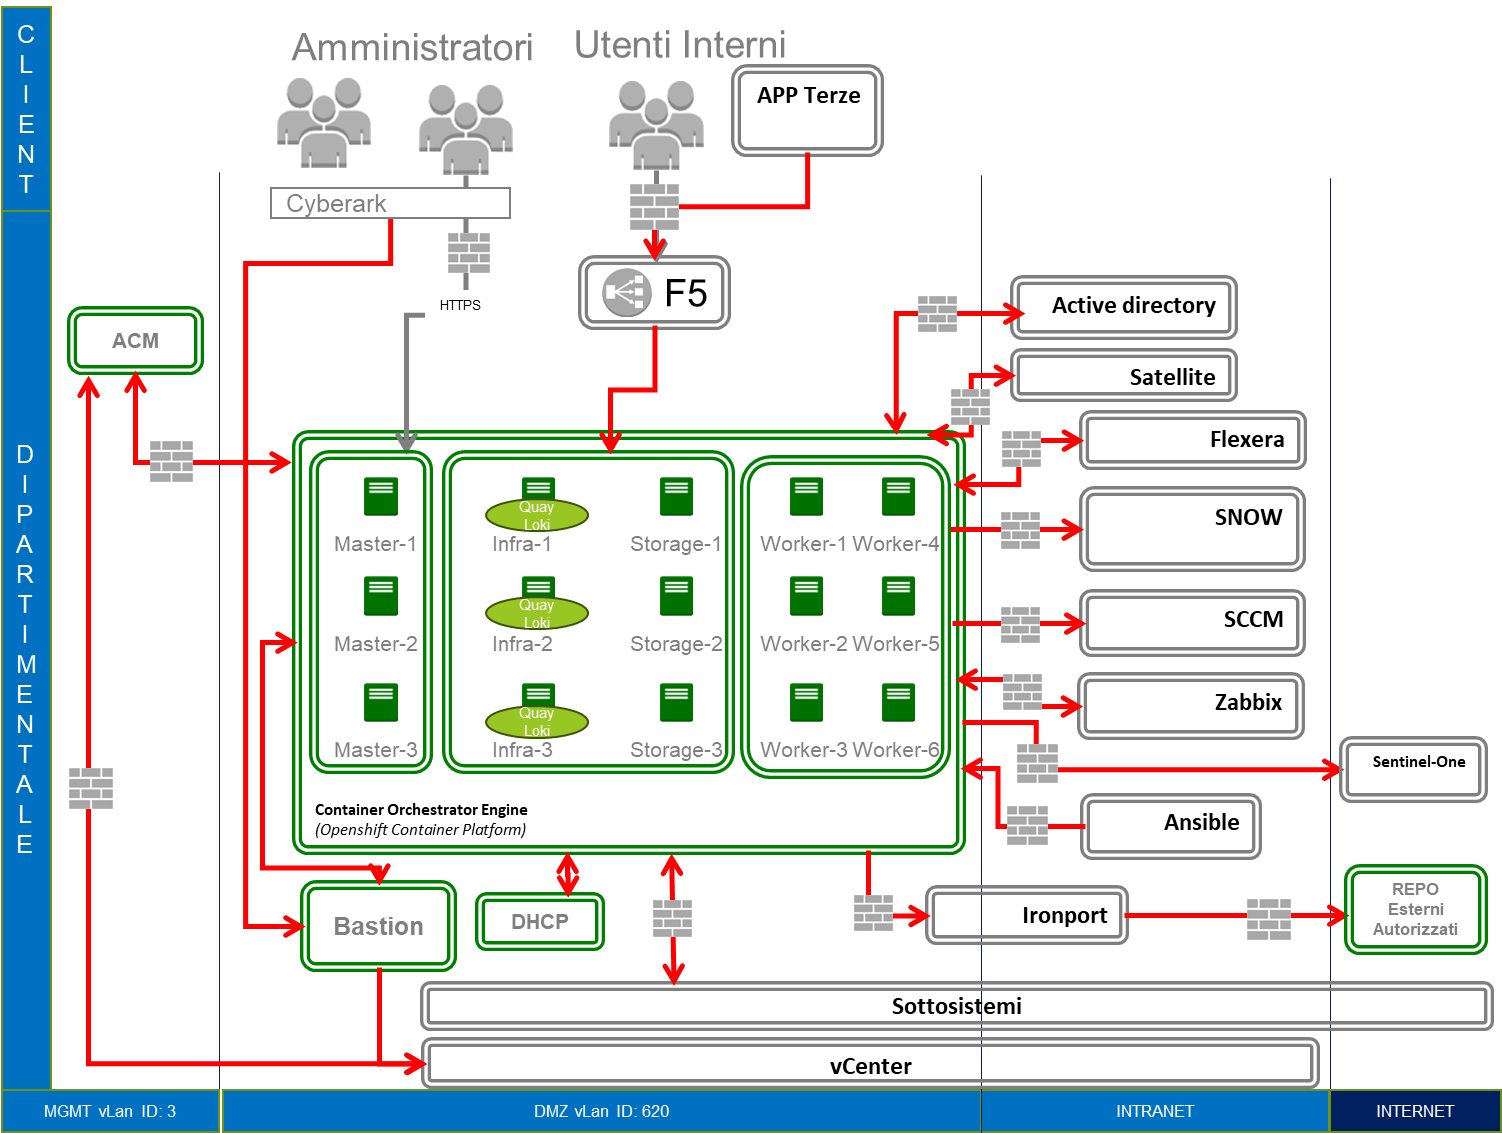 C
L
I
E
N
T
D
I
P
A
R
T
I
M
E
N
T
A
L
E
Amministratori
Utenti Interni
APP Terze
Cyberark
HTTPS
F5
ACM
Active directory
Satellite
Flexera
SNOW
SCCM
Zabbix
Sentinel-One
Ansible
Quay
Loki
Master-1
Infra-1
Storage-1
Worker-1
Worker-4
Quay
Loki
Master-2
Infra-2
Storage-2
Worker-2
Worker-5
Quay
Loki
Master-3
Infra-3
Storage-3
Worker-3
Worker-6
Container Orchestrator Engine
(Openshift Container Platform)
Bastion
DHCP
Ironport
REPO
Esterni
Autorizzati
Sottosistemi
vCenter
MGMT vLan ID: 3
DMZ vLan ID: 620
INTRANET
INTERNET